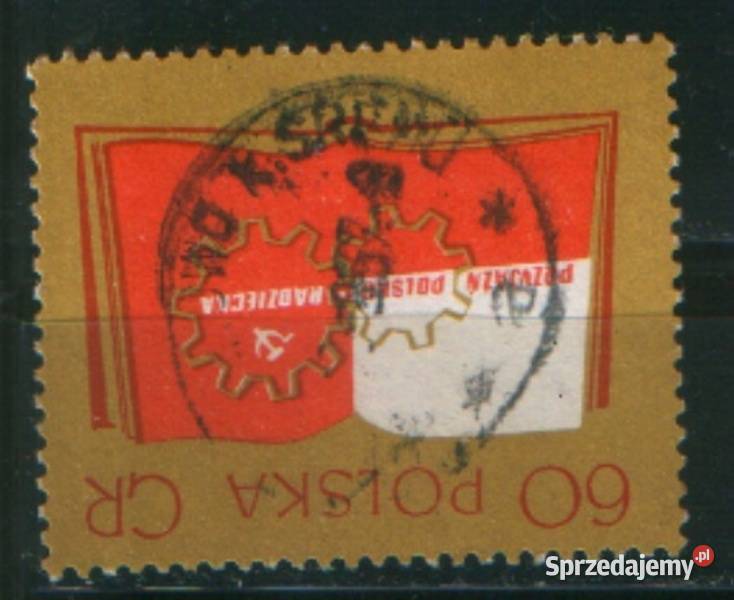 PRZYJAŹŃ POLSKO RADZIECKA
60 POLSKA GR
Sprzedajemy.pl